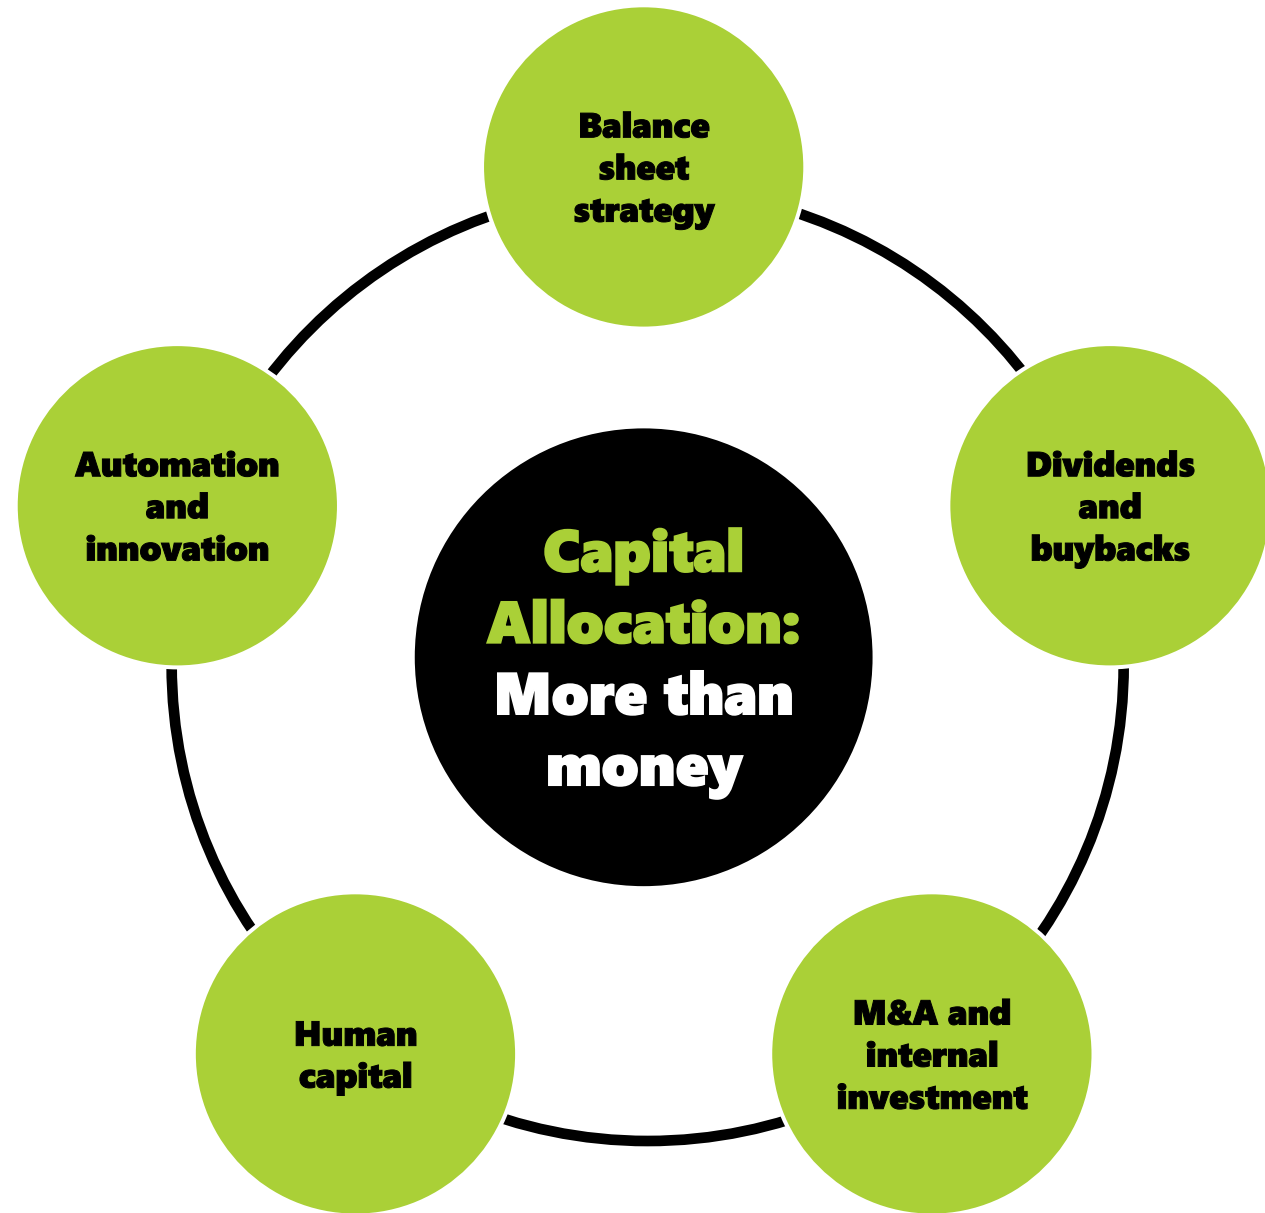 Balance
sheet
strategy
Automation
and
innovation
Dividends
and
buybacks
Capital
Allocation:
More than
money
Human
capital
M&A and
internal
investment